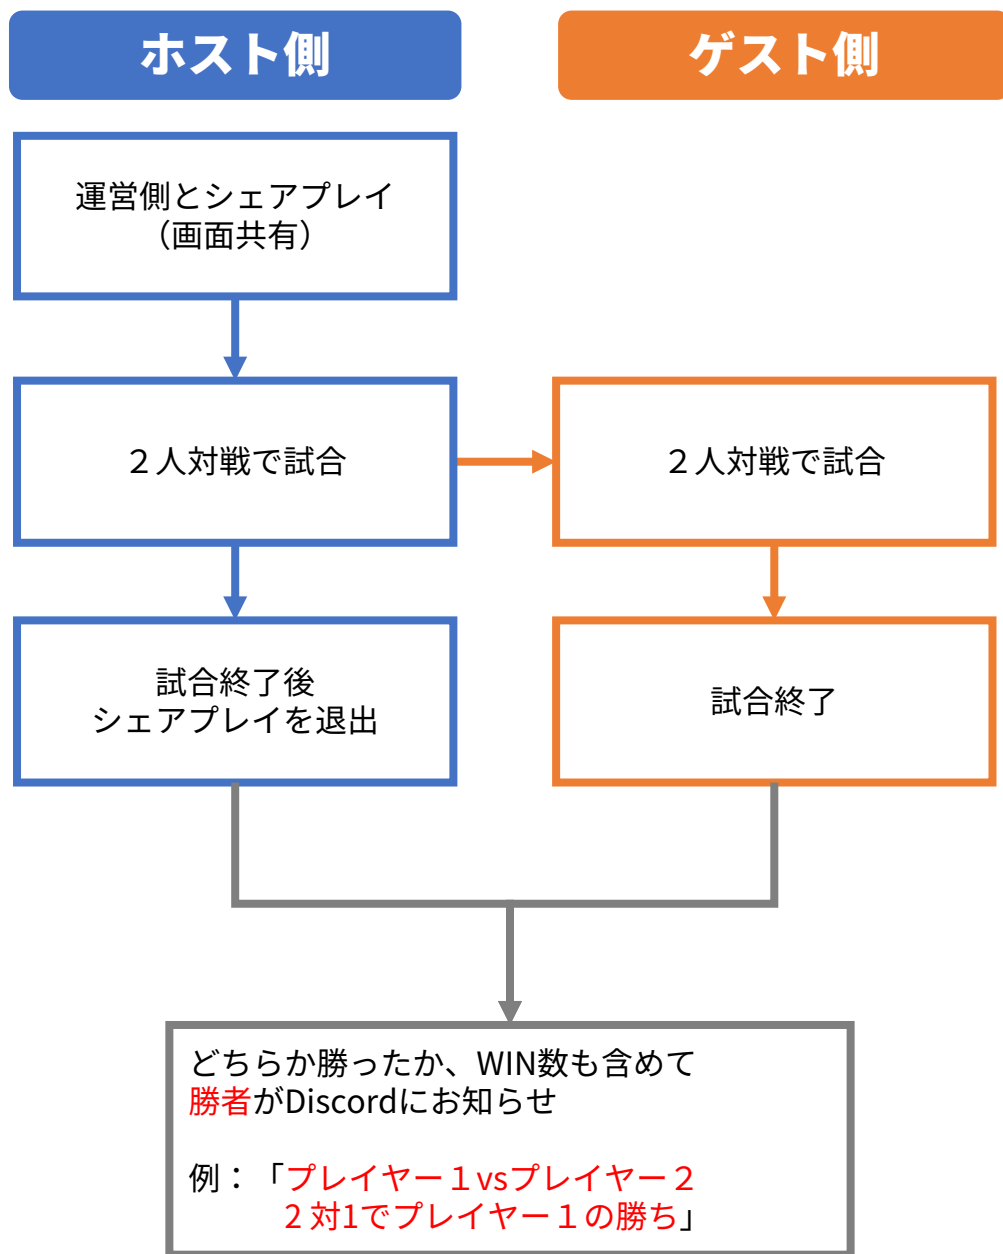 ホスト側
ゲスト側
運営側とシェアプレイ
（画面共有）
２人対戦で試合
２人対戦で試合
試合終了後
シェアプレイを退出
試合終了
どちらか勝ったか、WIN数も含めて
勝者がDiscordにお知らせ
例：「プレイヤー１vsプレイヤー２
２対1でプレイヤー１の勝ち」